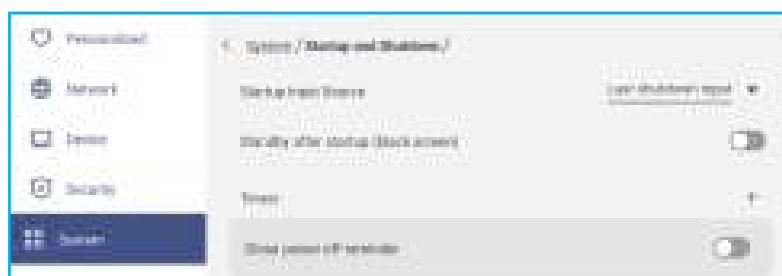 Personalized
Network
Device
Security
System
< System / Startup and Shutdown /
Startup Input Source
Last shutdown input
Standby after startup (block screen)
Timer
+
Show power off reminder